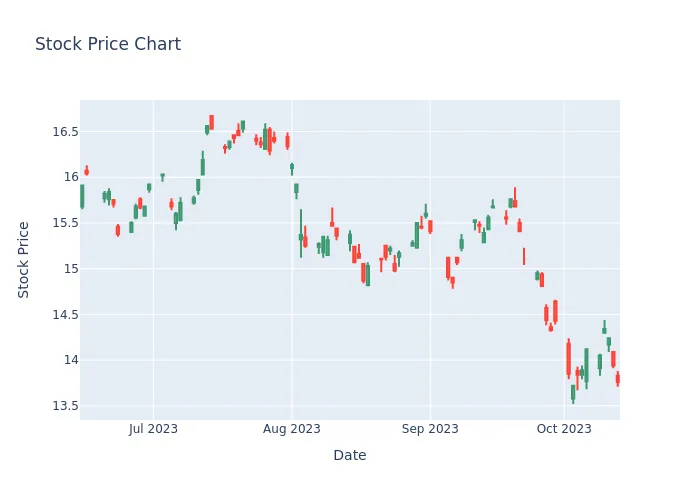 Stock Price Chart
16.5
16
15.5
15
14.5
14
13.5
Stock Price
Jul 2023
Aug 2023
Sep 2023
Oct 2023
Date